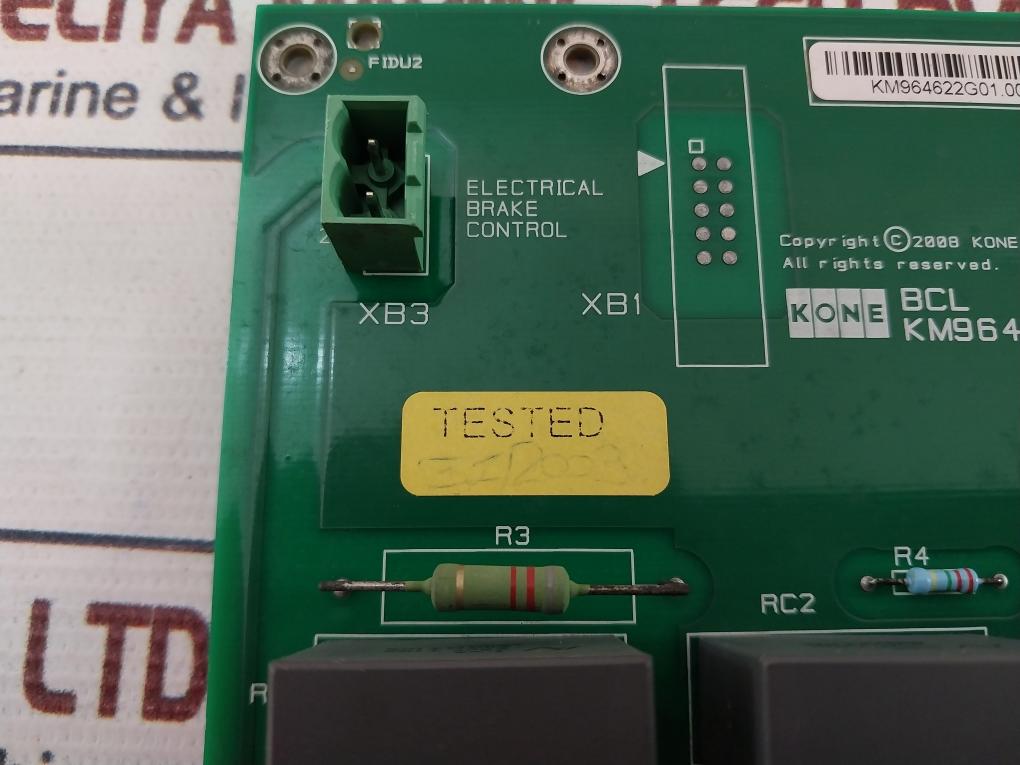 FIDU2
KM964622G01.00
ELECTRICAL
BRAKE
CONTROL
XB3
XB1
Copyright © 2008 KONE
All rights reserved.
KONE
BCL
KM964
TESTED
R3
R4
RC2
R
arine &
LTD